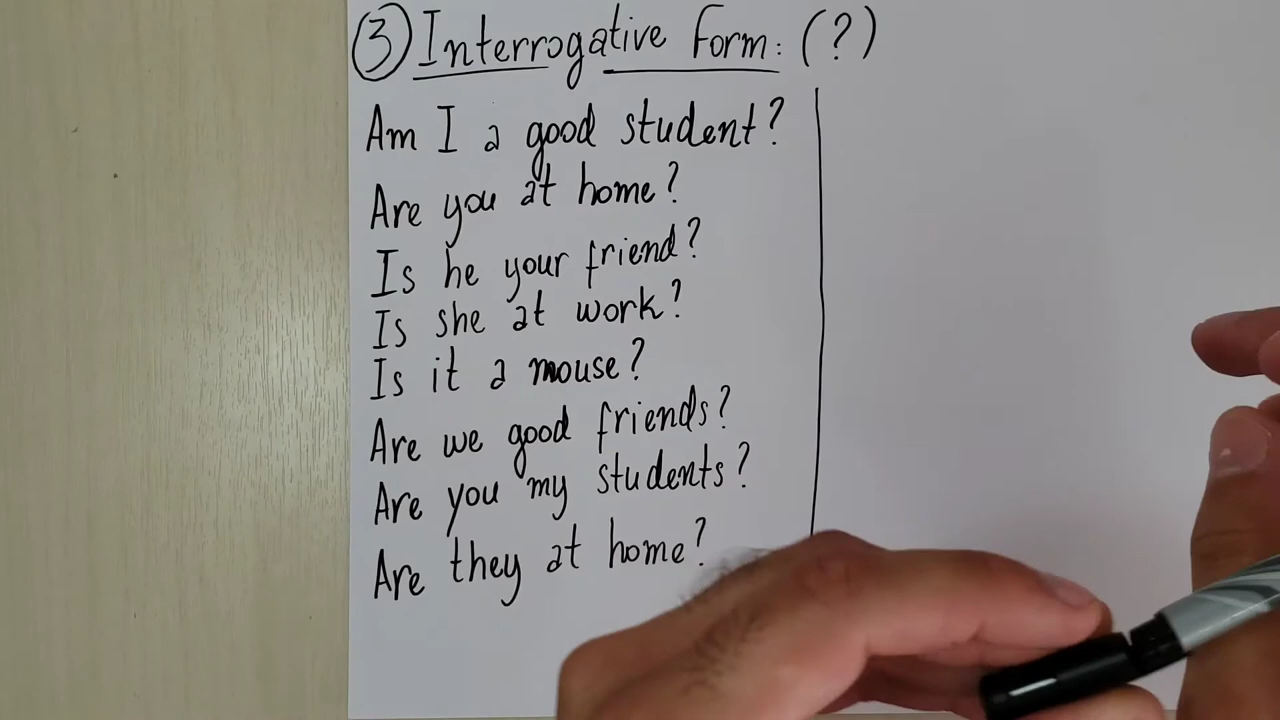 ③ Interrogative Form: (?)
Am I a good student?
Are you at home?
Is he your friend?
Is she at work?
Is it a mouse?
Are we good friends?
Are you my students?
Are they at home?